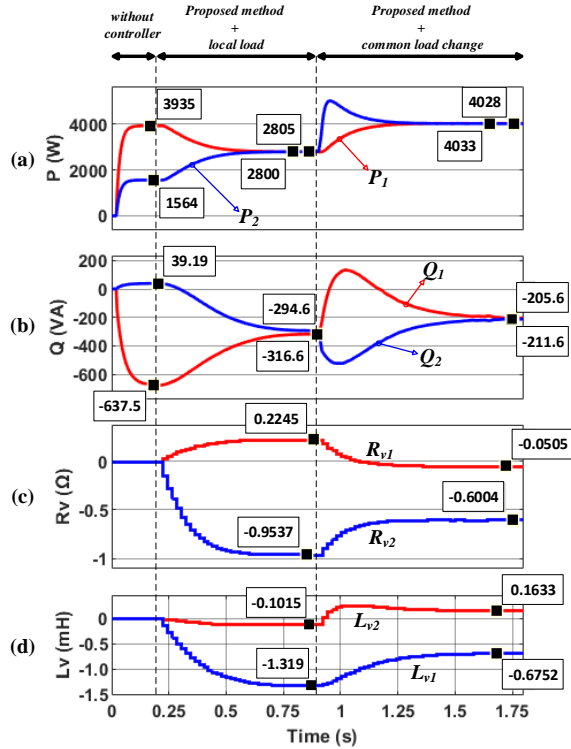 without
controller
Proposed method
+
local load
Proposed method
+
common load change
(a)
P (W)
4000
2000
0
3935
1564
2805
2800
4028
4033
P1
P2
(b)
Q (VA)
200
0
-200
-400
-600
39.19
-637.5
-294.6
-316.6
-205.6
-211.6
Q1
Q2
(c)
Rv (Ω)
0
-0.5
-1
0.2245
-0.9537
-0.0505
-0.6004
Rv1
Rv2
(d)
Lv (mH)
0
-0.5
-1.0
-1.5
-0.1015
-1.319
0.1633
-0.6752
Lv2
Lv1
0 0.25 0.5 0.75 1.0 1.25 1.5 1.75
Time (s)